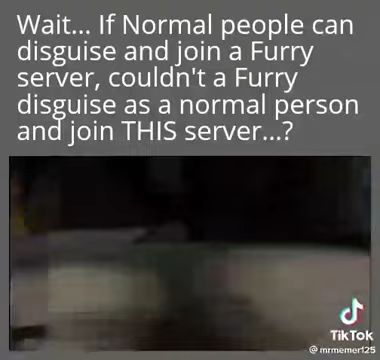 Wait... If Normal people can
disguise and join a Furry
server, couldn't a Furry
disguise as a normal person
and join THIS server...?
TikTok
@mrmemer125